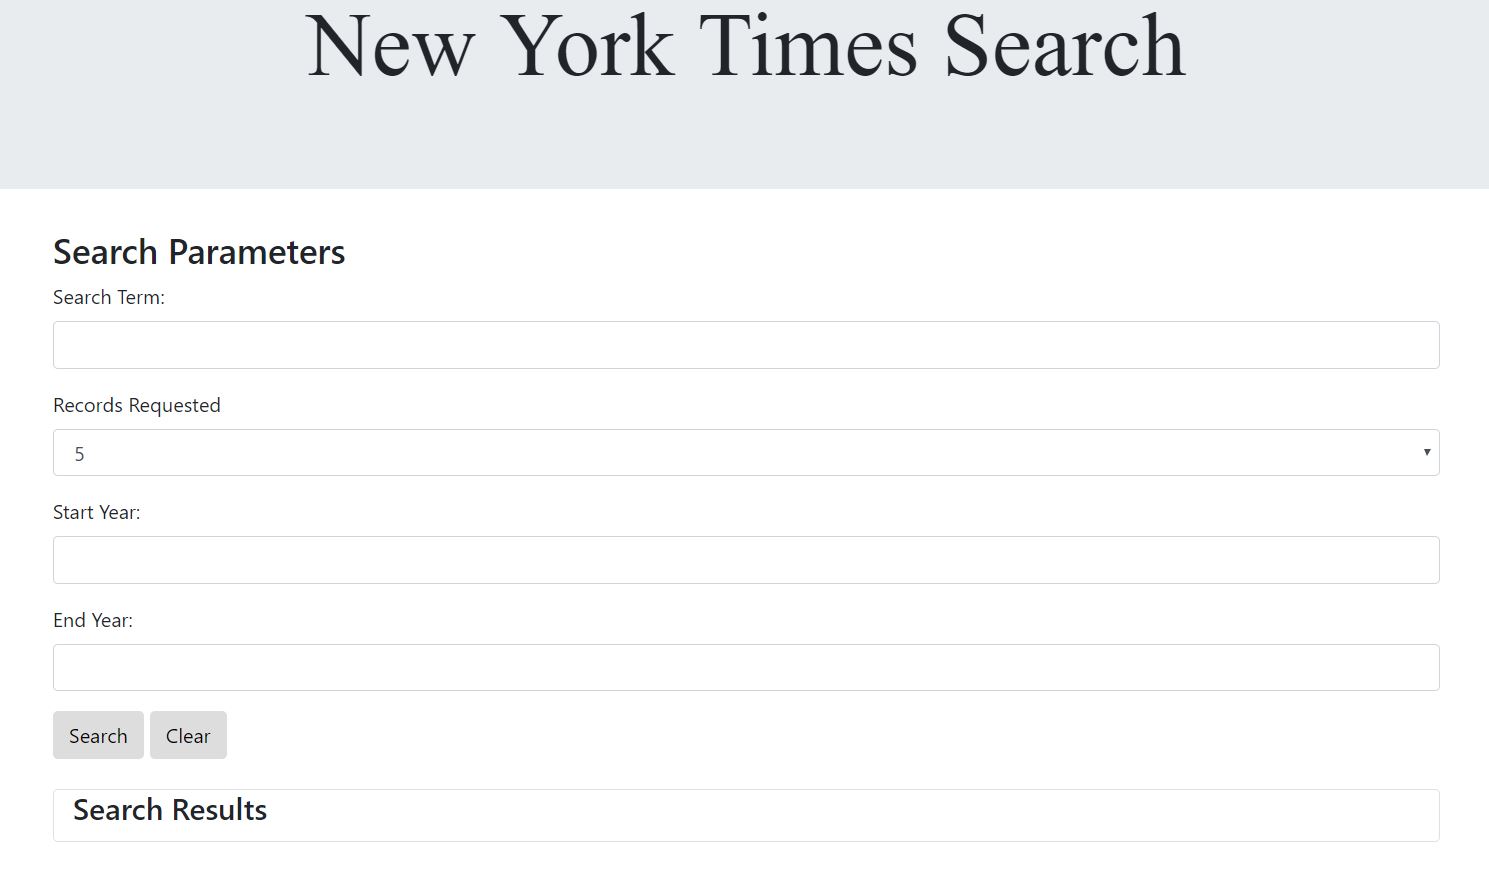 New York Times Search
Search Parameters
Search Term:
Records Requested
5
Start Year:
End Year:
Search Clear
Search Results